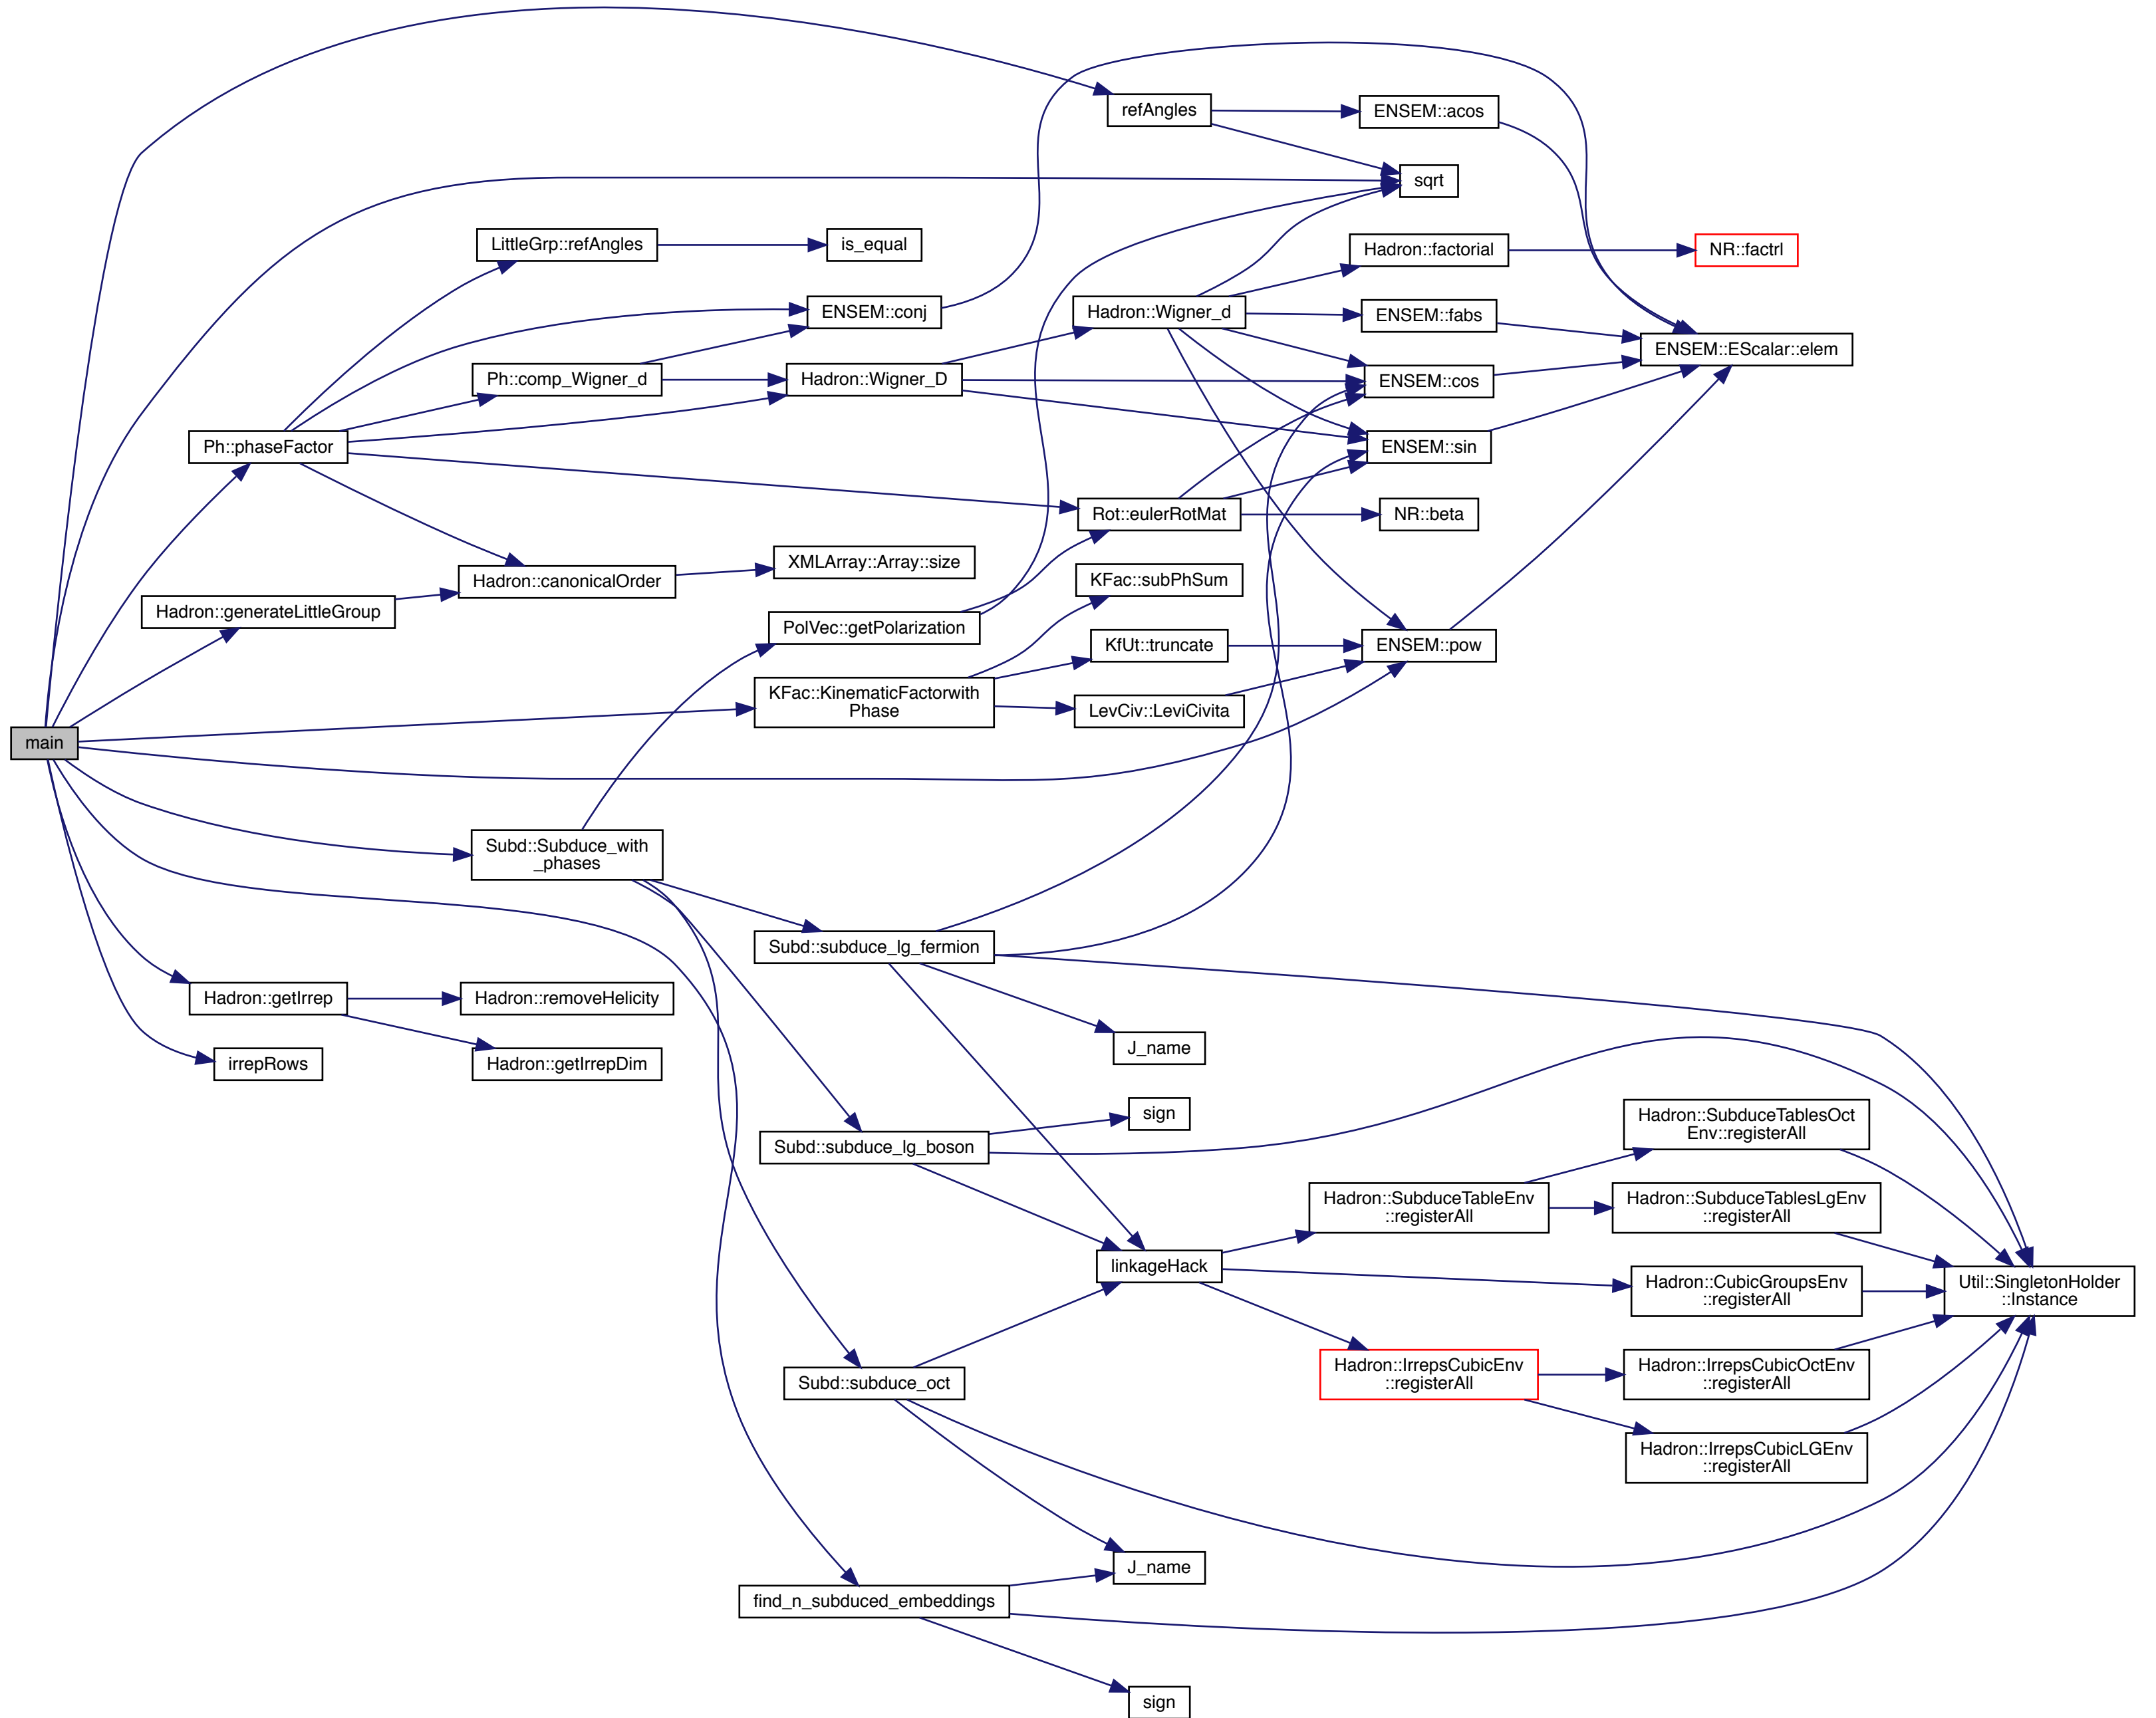 refAngles
ENSEM::acos
sqrt
LittleGrp::refAngles
is_equal
Hadron::factorial
NR::factrl
ENSEM::conj
Hadron::Wigner_d
ENSEM::fabs
ENSEM::EScalar::elem
Ph::comp_Wigner_d
Hadron::Wigner_D
ENSEM::cos
Ph::phaseFactor
ENSEM::sin
Rot::eulerRotMat
NR::beta
Hadron::canonicalOrder
XMLArray::Array::size
KFac::subPhSum
Hadron::generateLittleGroup
PolVec::getPolarization
KfUt::truncate
ENSEM::pow
KFac::KinematicFactorwith
Phase
LevCiv::LeviCivita
main
Subd::Subduce_with
_phases
Subd::subduce_lg_fermion
Hadron::getIrrep
Hadron::removeHelicity
irrepRows
Hadron::getIrrepDim
J_name
sign
Subd::subduce_lg_boson
Hadron::SubduceTablesOct
Env::registerAll
Hadron::SubduceTableEnv
::registerAll
Hadron::SubduceTablesLgEnv
::registerAll
linkageHack
Hadron::CubicGroupsEnv
::registerAll
Util::SingletonHolder
::Instance
Subd::subduce_oct
Hadron::IrrepsCubicEnv
::registerAll
Hadron::IrrepsCubicOctEnv
::registerAll
Hadron::IrrepsCubicLGEnv
::registerAll
J_name
find_n_subduced_embeddings
sign